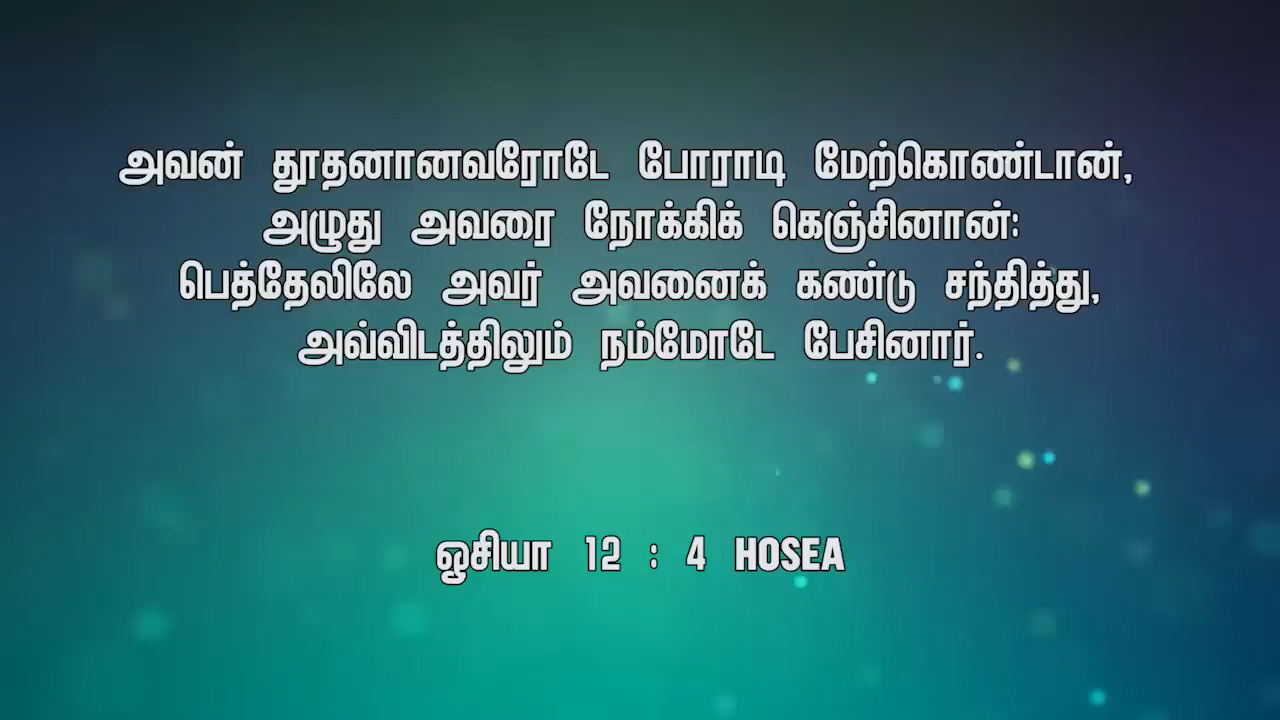 அவன் தூதனானவரோடே போராடி மேற்கொண்டான்,
அழுது அவரை நோக்கிக் கெஞ்சினான்:
பெத்தேலிலே அவர் அவனைக் கண்டு சந்தித்து,
அவ்விடத்திலும் நம்மோடே பேசினார்.
ஓசியா 12 : 4 HOSEA